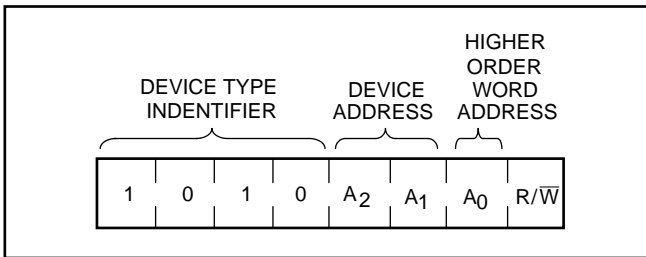 HIGHER
ORDER
WORD
ADDRESS
DEVICE TYPE
INDENTIFIER
DEVICE
ADDRESS
1 0 1 0 A2 A1 A0 R/W̅